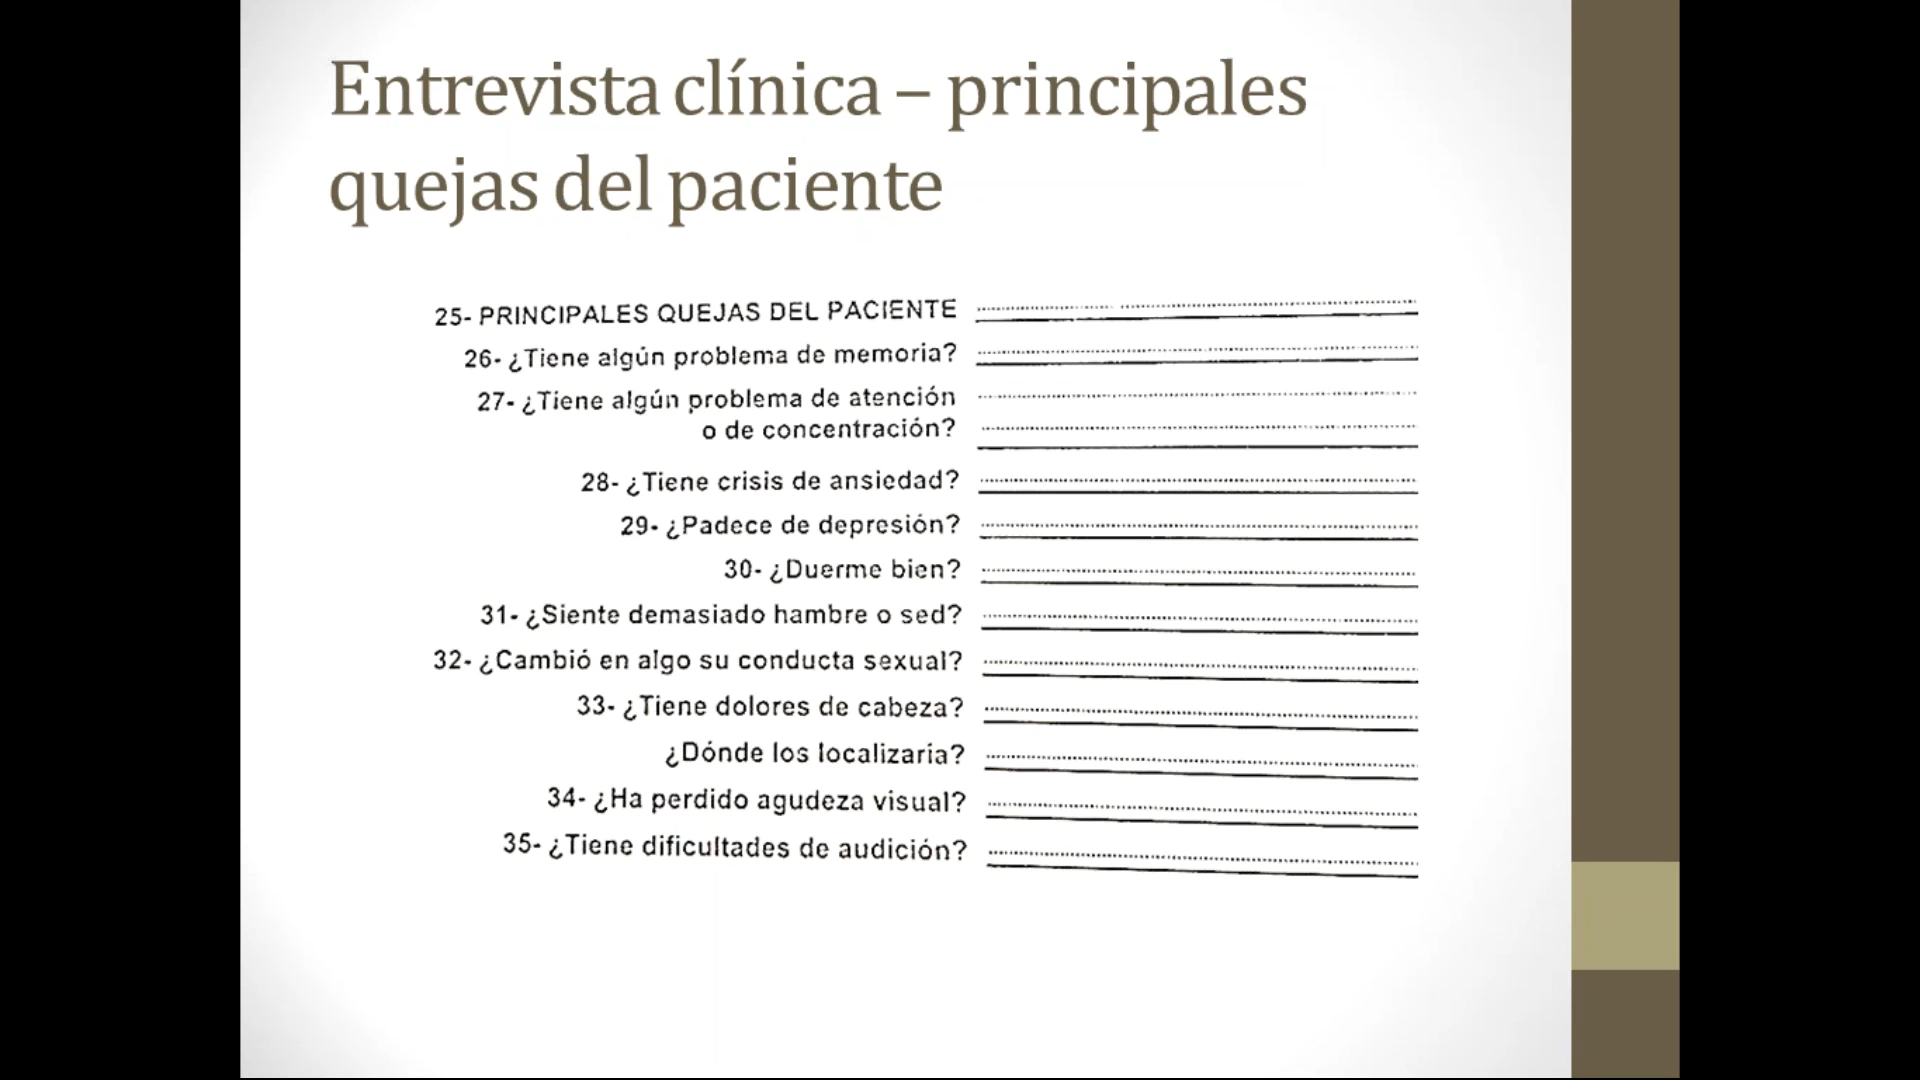 Entrevista clínica – principales
quejas del paciente
25- PRINCIPALES QUEJAS DEL PACIENTE
26- ¿Tiene algún problema de memoria?
27- ¿Tiene algún problema de atención
o de concentración?
28- ¿Tiene crisis de ansiedad?
29- ¿Padece de depresión?
30- ¿Duerme bien?
31- ¿Siente demasiado hambre o sed?
32- ¿Cambió en algo su conducta sexual?
33- ¿Tiene dolores de cabeza?
¿Dónde los localizaría?
34- ¿Ha perdido agudeza visual?
35- ¿Tiene dificultades de audición?